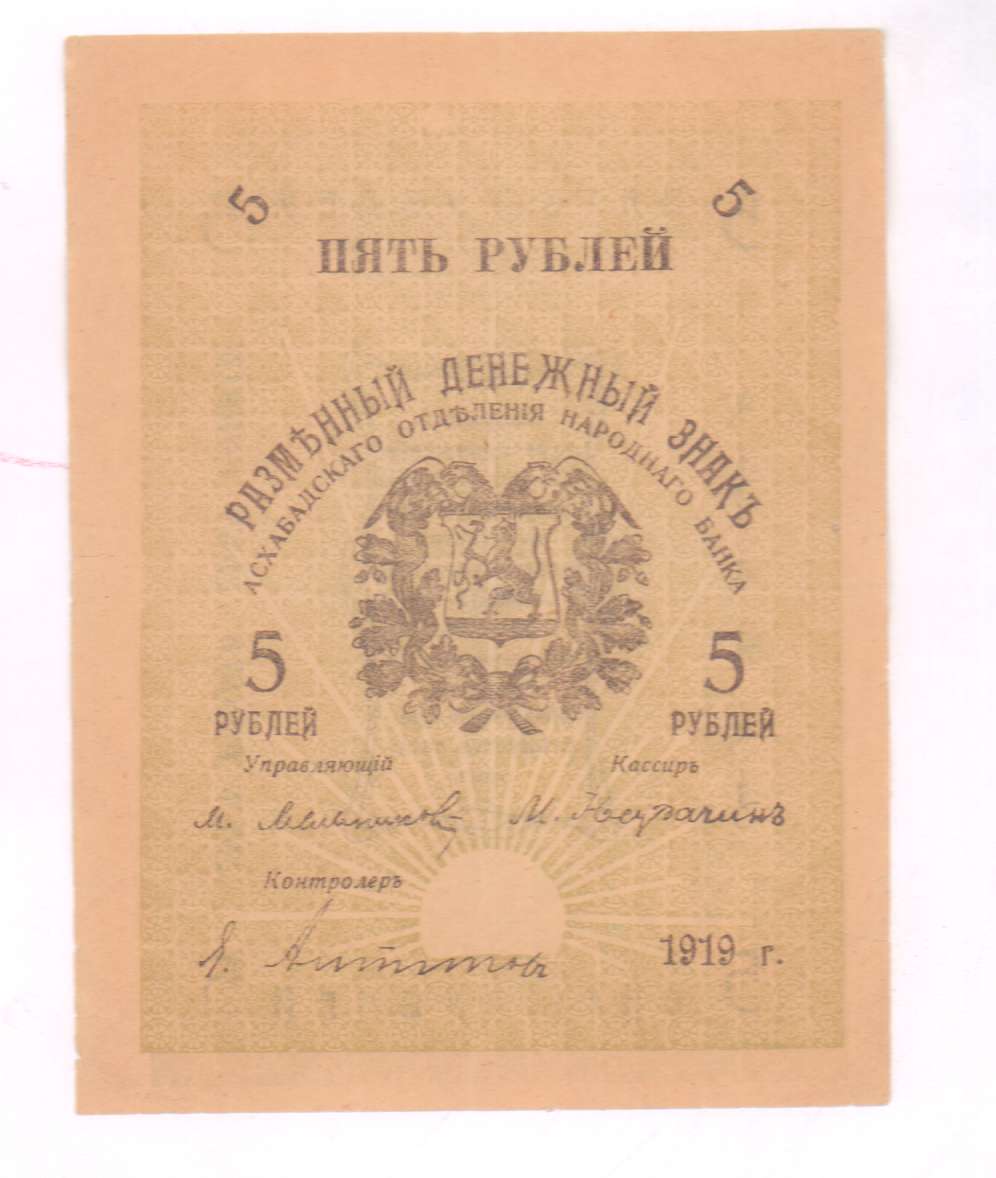 5 5
ПЯТЬ РУБЛЕЙ
РАЗМѢННЫЙ ДЕНЕЖНЫЙ ЗНАКЪ
АСХАБАДСКАГО ОТДѢЛЕНІЯ НАРОДНАГО БАНКА
5 5
РУБЛЕЙ РУБЛЕЙ
Управляющій Кассиръ
М. Мельниковъ М.
Контролеръ
1919 г.